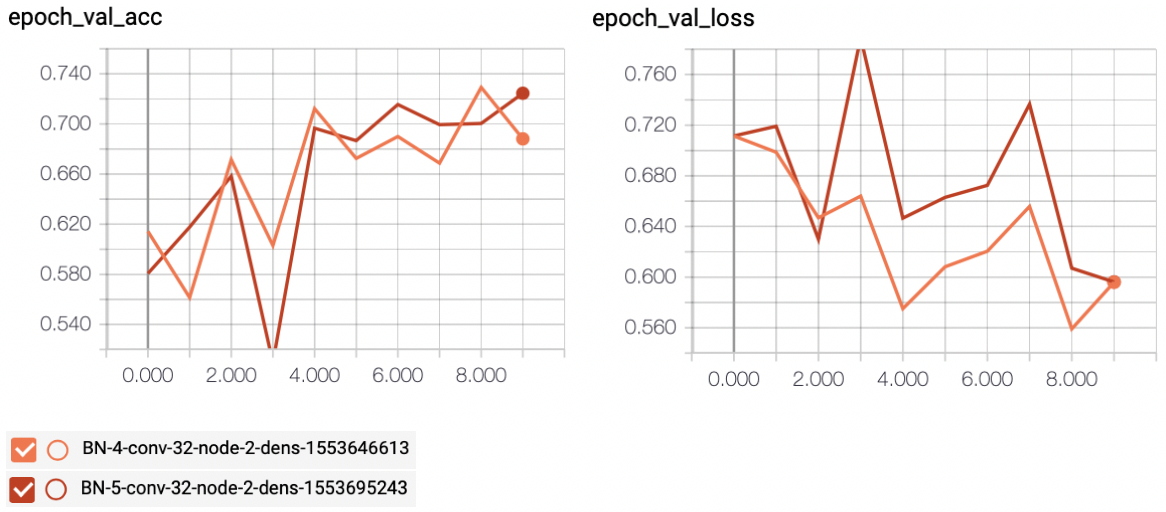 epoch_val_acc
0.740
0.700
0.660
0.620
0.580
0.540
0.000 2.000 4.000 6.000 8.000
epoch_val_loss
0.760
0.720
0.680
0.640
0.600
0.560
0.000 2.000 4.000 6.000 8.000
BN-4-conv-32-node-2-dens-1553646613
BN-5-conv-32-node-2-dens-1553695243